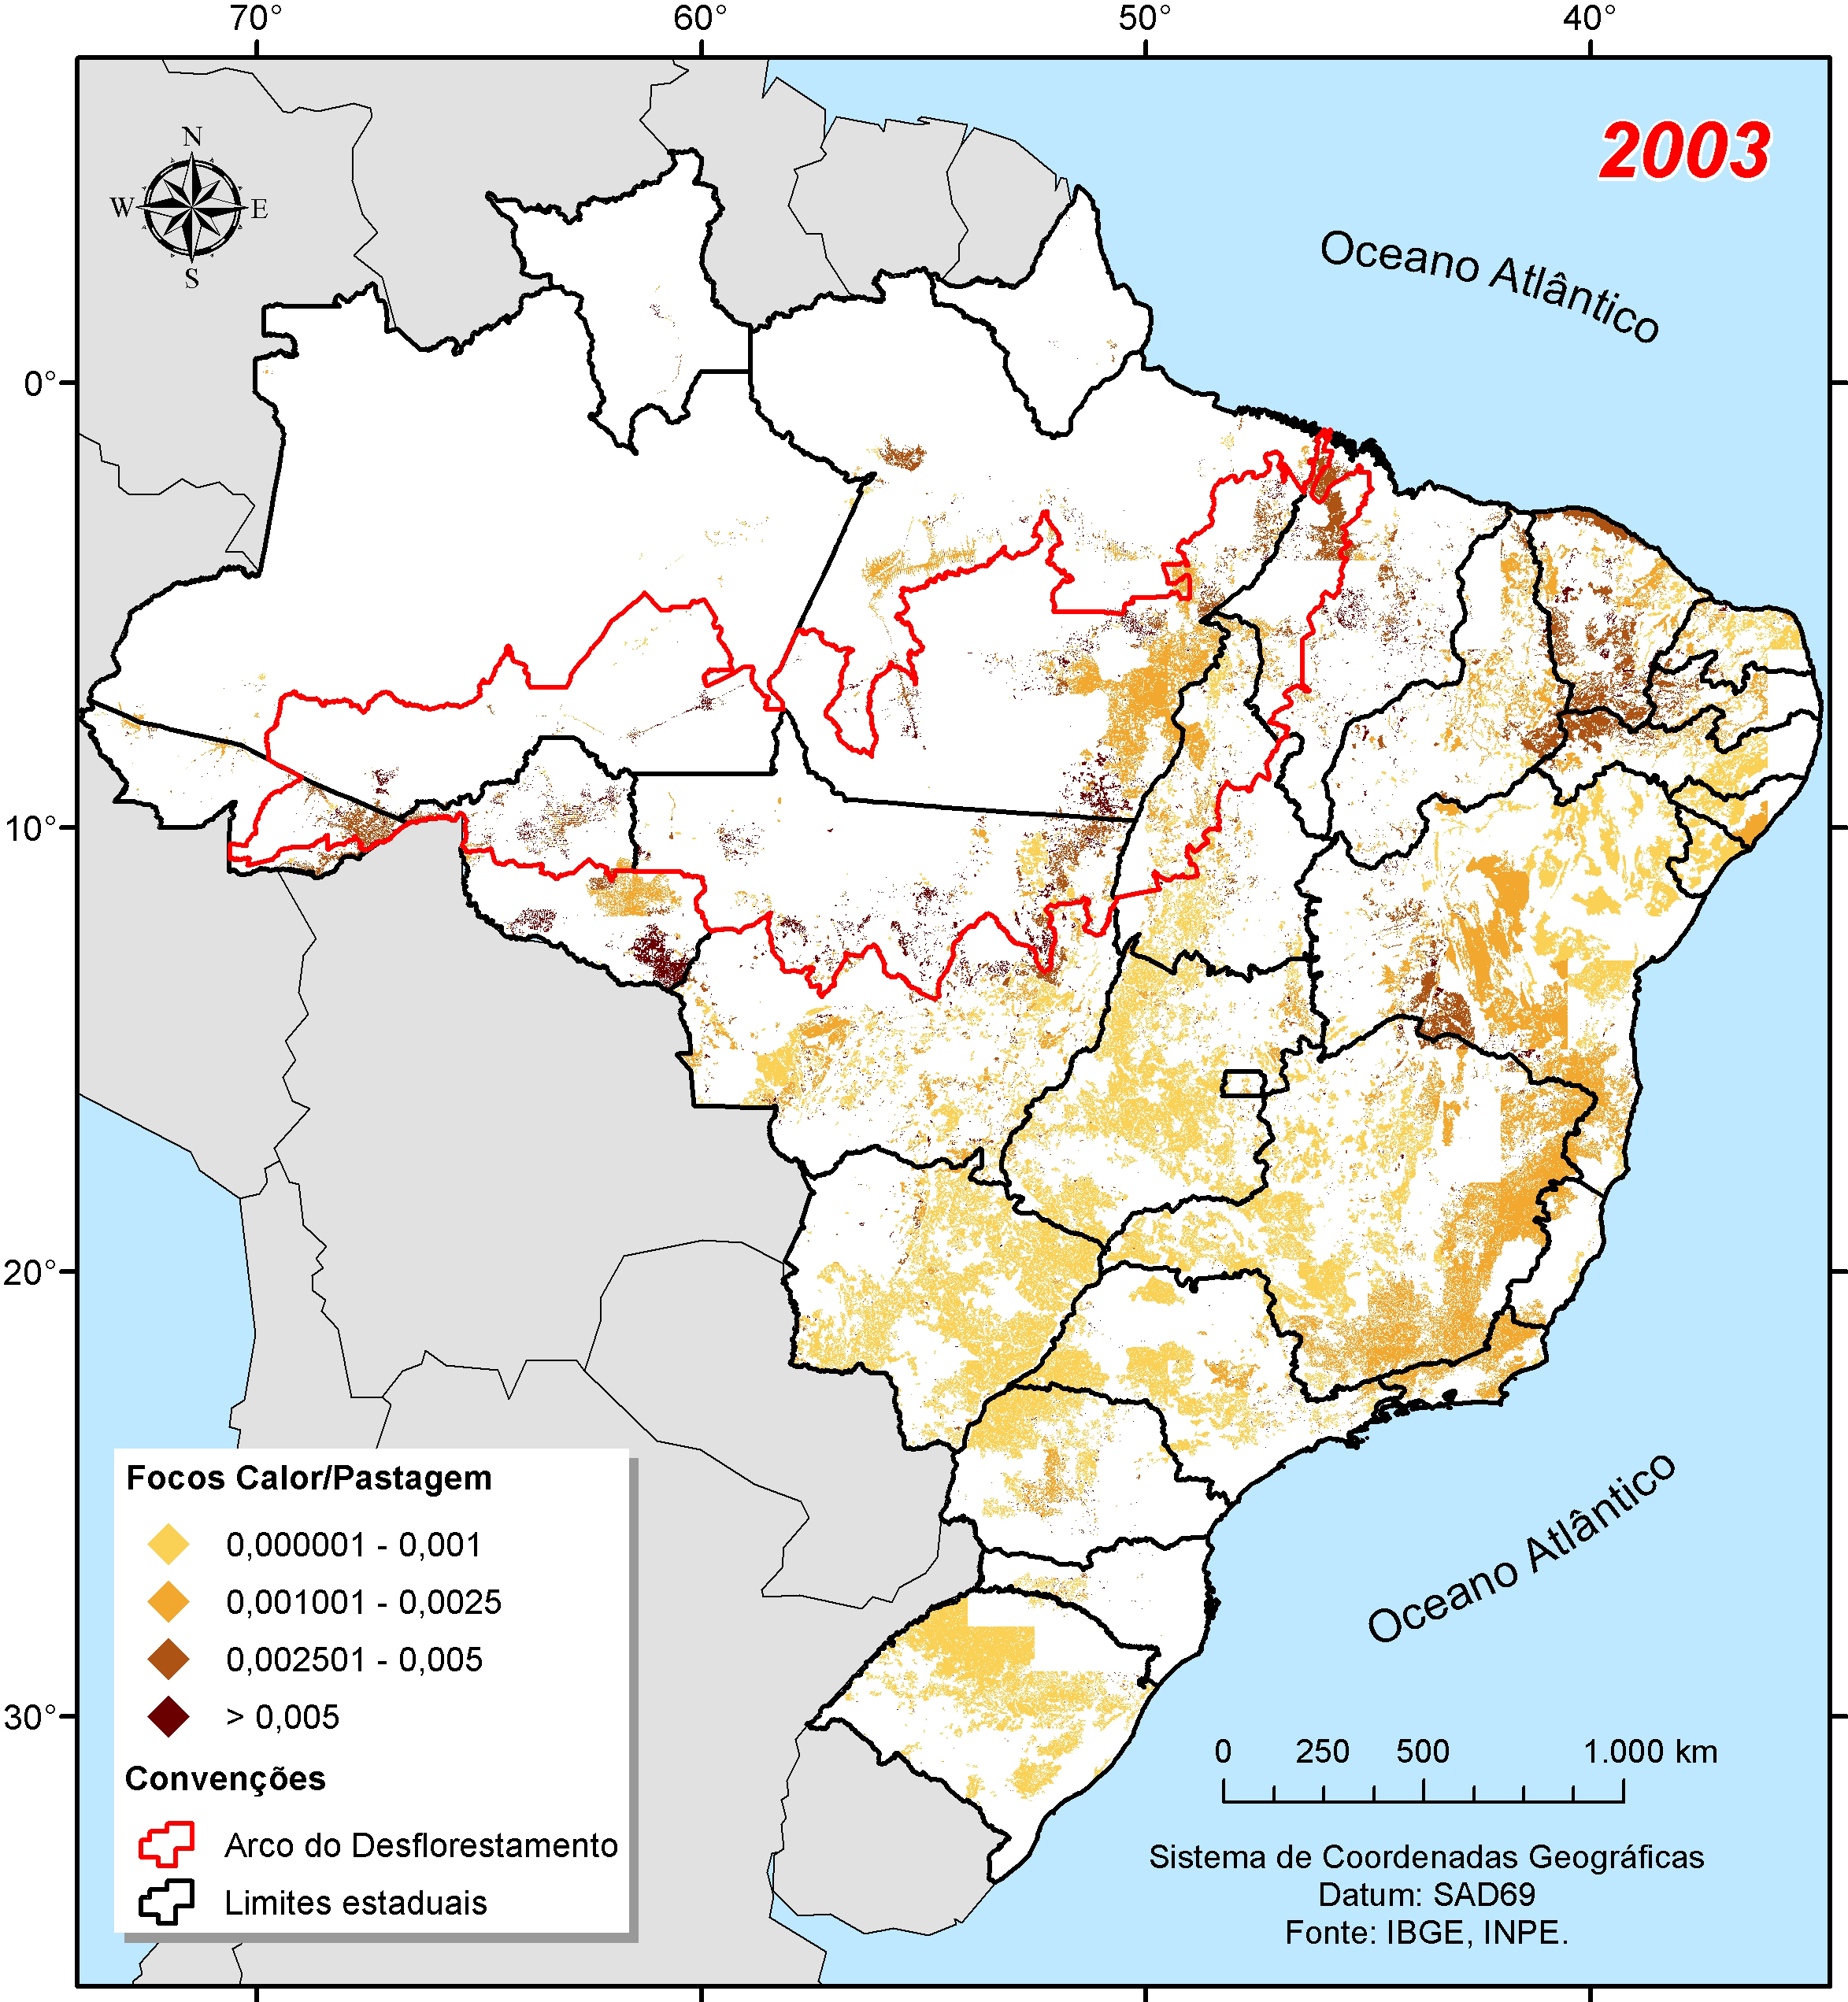 70° 60° 50° 40°
2003
N
W E
S
Oceano Atlântico
0°
10°
20°
30°
Oceano Atlântico
Focos Calor/Pastagem
0,000001 - 0,001
0,001001 - 0,0025
0,002501 - 0,005
> 0,005
Convenções
Arco do Desflorestamento
Limites estaduais
0 250 500 1.000 km
Sistema de Coordenadas Geográficas
Datum: SAD69
Fonte: IBGE, INPE.